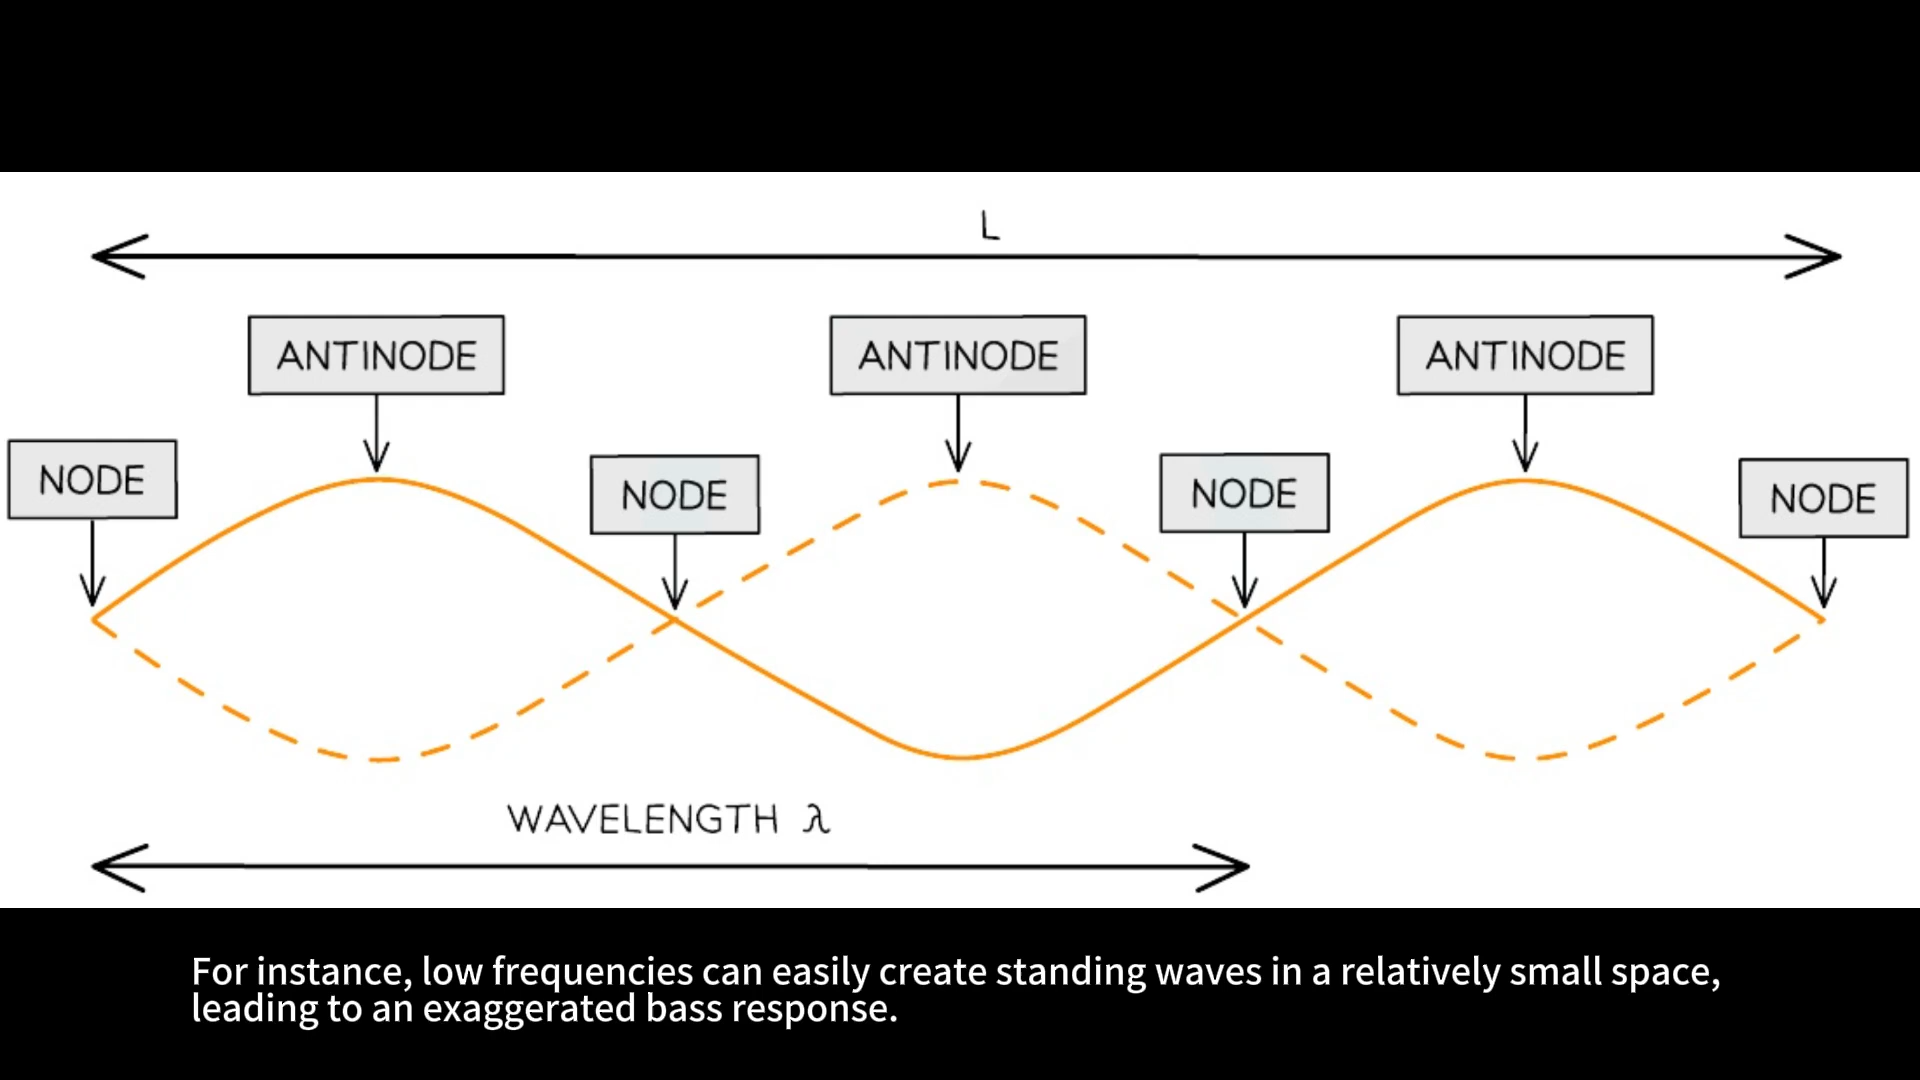 L
ANTINODE
ANTINODE
ANTINODE
NODE
NODE
NODE
NODE
WAVELENGTH λ
For instance, low frequencies can easily create standing waves in a relatively small space,
leading to an exaggerated bass response.